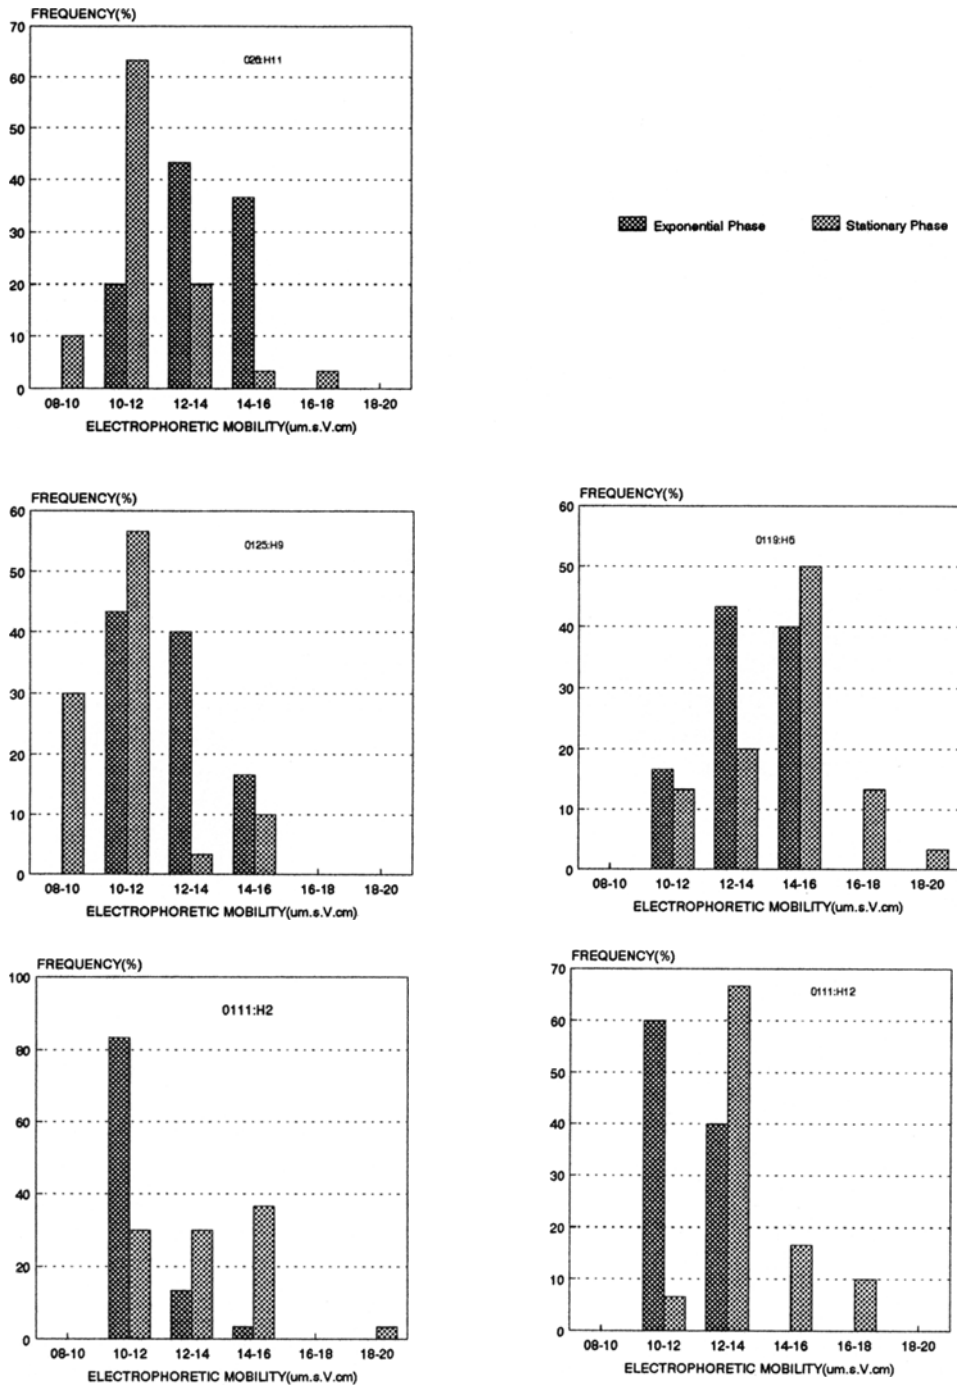 FREQUENCY(%)
026:H11
70
60
50
40
30
20
10
0
08-10 10-12 12-14 14-16 16-18 18-20
ELECTROPHORETIC MOBILITY(um.s.V.cm)
Exponential Phase Stationary Phase
FREQUENCY(%)
0125:H9
60
50
40
30
20
10
0
08-10 10-12 12-14 14-16 16-18 18-20
ELECTROPHORETIC MOBILITY(um.s.V.cm)
FREQUENCY(%)
0119:H6
60
50
40
30
20
10
0
08-10 10-12 12-14 14-16 16-18 18-20
ELECTROPHORETIC MOBILITY(um.s.V.cm)
FREQUENCY(%)
0111:H2
100
80
60
40
20
0
08-10 10-12 12-14 14-16 16-18 18-20
ELECTROPHORETIC MOBILITY(um.s.V.cm)
FREQUENCY(%)
0111:H12
70
60
50
40
30
20
10
0
08-10 10-12 12-14 14-16 16-18 18-20
ELECTROPHORETIC MOBILITY(um.s.V.cm)